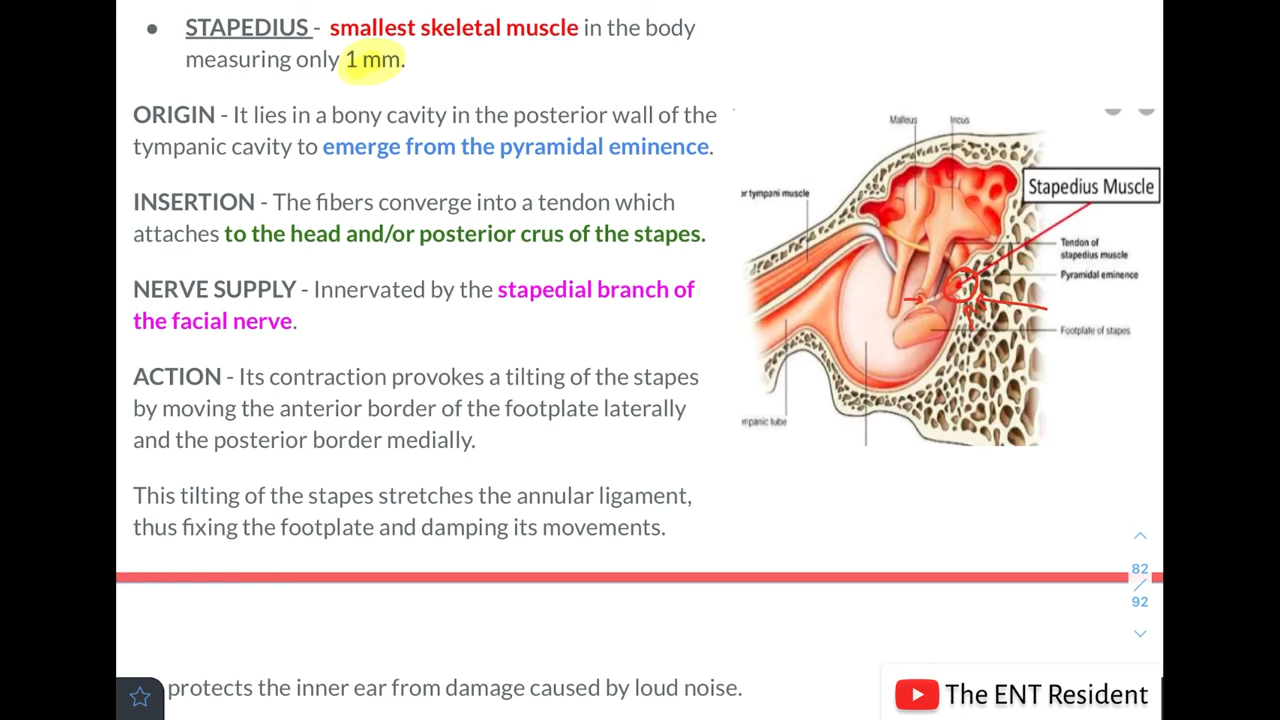 ● STAPEDIUS - smallest skeletal muscle in the body
measuring only 1 mm.
ORIGIN - It lies in a bony cavity in the posterior wall of the
tympanic cavity to emerge from the pyramidal eminence.
INSERTION - The fibers converge into a tendon which
attaches to the head and/or posterior crus of the stapes.
NERVE SUPPLY - Innervated by the stapedial branch of
the facial nerve.
ACTION - Its contraction provokes a tilting of the stapes
by moving the anterior border of the footplate laterally
and the posterior border medially.
This tilting of the stapes stretches the annular ligament,
thus fixing the footplate and damping its movements.
Malleus
Incus
Stapedius Muscle
or tympani muscle
Tendon of
stapedius muscle
Pyramidal eminence
Footplate of stapes
mpanic tube
82
/
92
protects the inner ear from damage caused by loud noise.
The ENT Resident